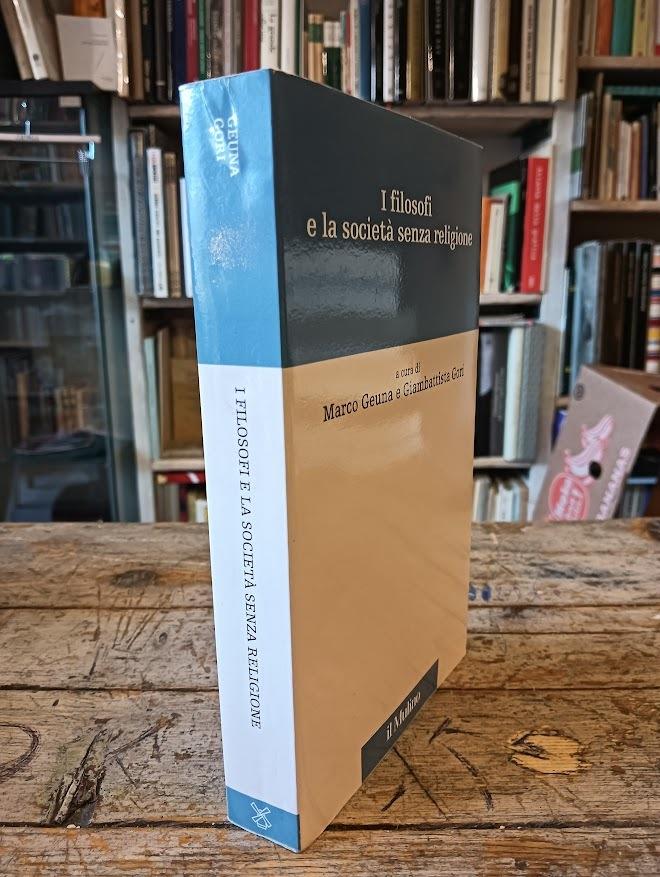 GEUNA
GORI
I FILOSOFI E LA SOCIETÀ SENZA RELIGIONE
I filosofi
e la società senza religione
a cura di
Marco Geuna e Giambattista Gori
il Mulino
BANANAS